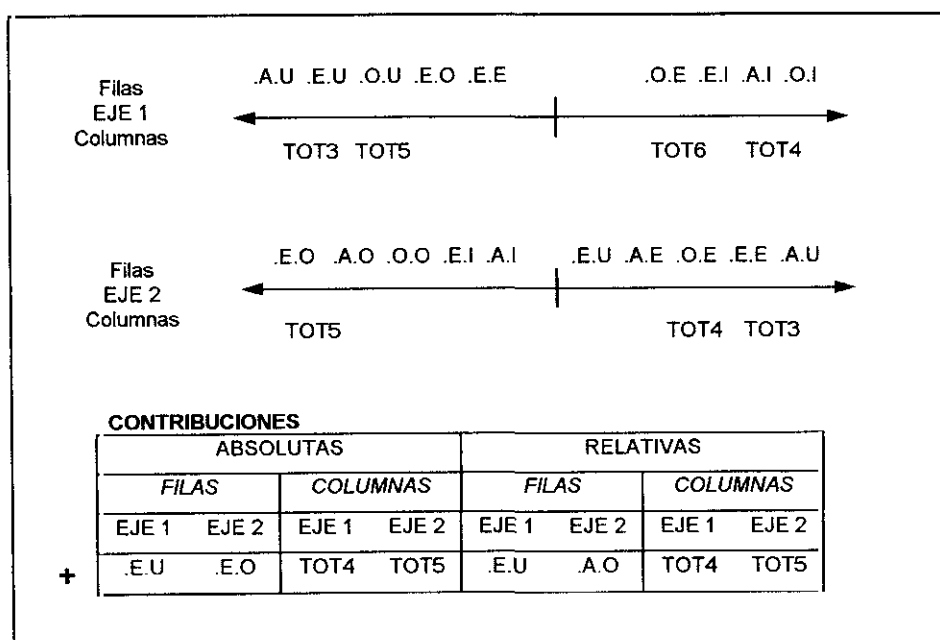 .A.U .E.U .O.U .E.O .E.E .O.E .E.I .A.I .O.I
Filas
EJE 1
Columnas
TOT3 TOT5 TOT6 TOT4
.E.O .A.O .O.O .E.I .A.I .E.U .A.E .O.E .E.E .A.U
Filas
EJE 2
Columnas
TOT5 TOT4 TOT3
CONTRIBUCIONES
ABSOLUTAS RELATIVAS
FILAS COLUMNAS FILAS COLUMNAS
EJE 1 EJE 2 EJE 1 EJE 2 EJE 1 EJE 2 EJE 1 EJE 2
+ .E.U .E.O TOT4 TOT5 .E.U .A.O TOT4 TOT5